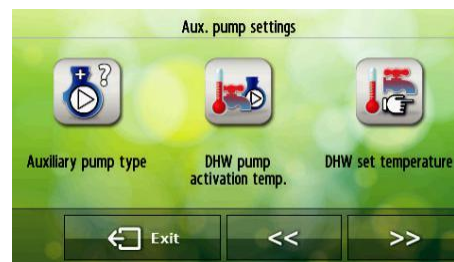 Aux. pump settings
+ ?
Auxiliary pump type
DHW pump
activation temp.
DHW set temperature
Exit
<<
>>